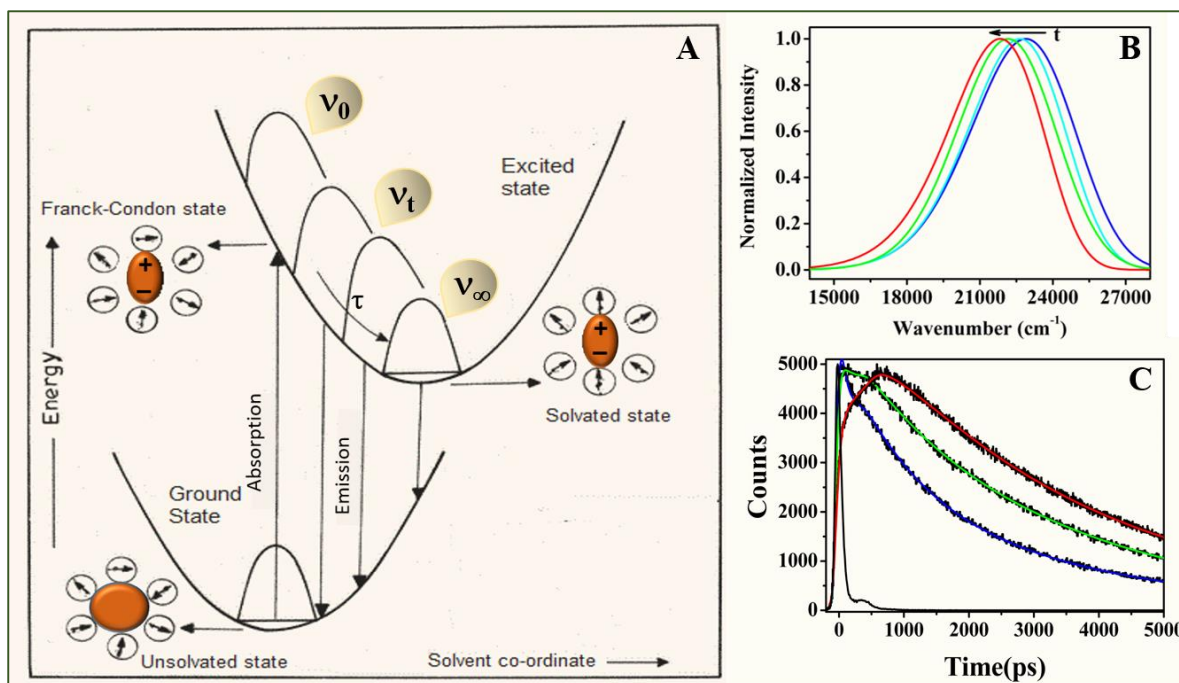 A
ν0
νt
ν∞
τ
Excited
state
Franck-Condon state
+
−
Energy
Absorption
Emission
+
−
Solvated state
Ground
State
Unsolvated state
Solvent co-ordinate
B
t
Normalized Intensity
1.0
0.8
0.6
0.4
0.2
0.0
15000 18000 21000 24000 27000
Wavenumber (cm-1)
C
Counts
5000
4000
3000
2000
1000
0
0 1000 2000 3000 4000 5000
Time(ps)